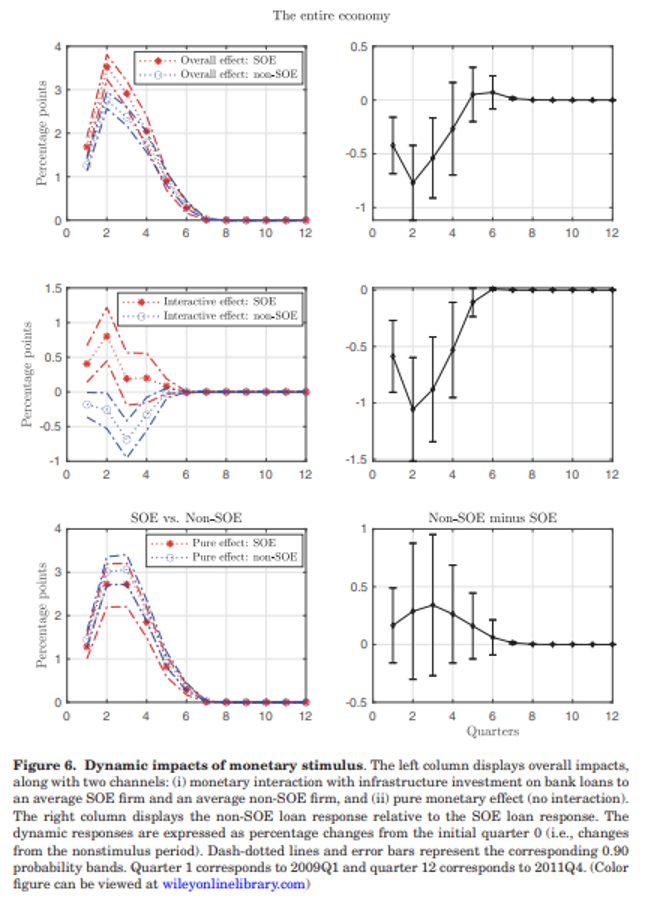 The entire economy
4
3
2
1
0
Percentage points
Overall effect: SOE
Overall effect: non-SOE
0 2 4 6 8 10 12
0.5
0
-0.5
-1
0 2 4 6 8 10 12
1.5
1
0.5
0
-0.5
-1
Percentage points
Interactive effect: SOE
Interactive effect: non-SOE
0 2 4 6 8 10 12
0
-0.5
-1
-1.5
0 2 4 6 8 10 12
SOE vs. Non-SOE
4
3
2
1
0
Percentage points
Pure effect: SOE
Pure effect: non-SOE
0 2 4 6 8 10 12
Non-SOE minus SOE
1
0.5
0
-0.5
0 2 4 6 8 10 12
Quarters
Figure 6. Dynamic impacts of monetary stimulus. The left column displays overall impacts,
along with two channels: (i) monetary interaction with infrastructure investment on bank loans to
an average SOE firm and an average non-SOE firm, and (ii) pure monetary effect (no interaction).
The right column displays the non-SOE loan response relative to the SOE loan response. The
dynamic responses are expressed as percentage changes from the initial quarter 0 (i.e., changes
from the nonstimulus period). Dash-dotted lines and error bars represent the corresponding 0.90
probability bands. Quarter 1 corresponds to 2009Q1 and quarter 12 corresponds to 2011Q4. (Color
figure can be viewed at wileyonlinelibrary.com)